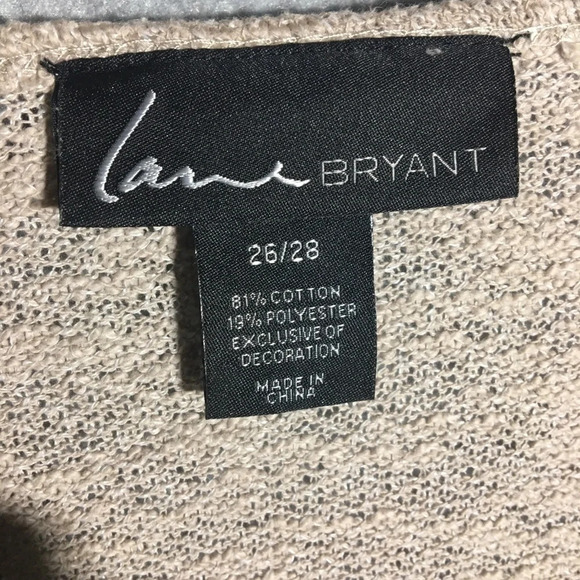 Lane BRYANT
26/28
81% COTTON
19% POLYESTER
EXCLUSIVE OF
DECORATION
MADE IN
CHINA